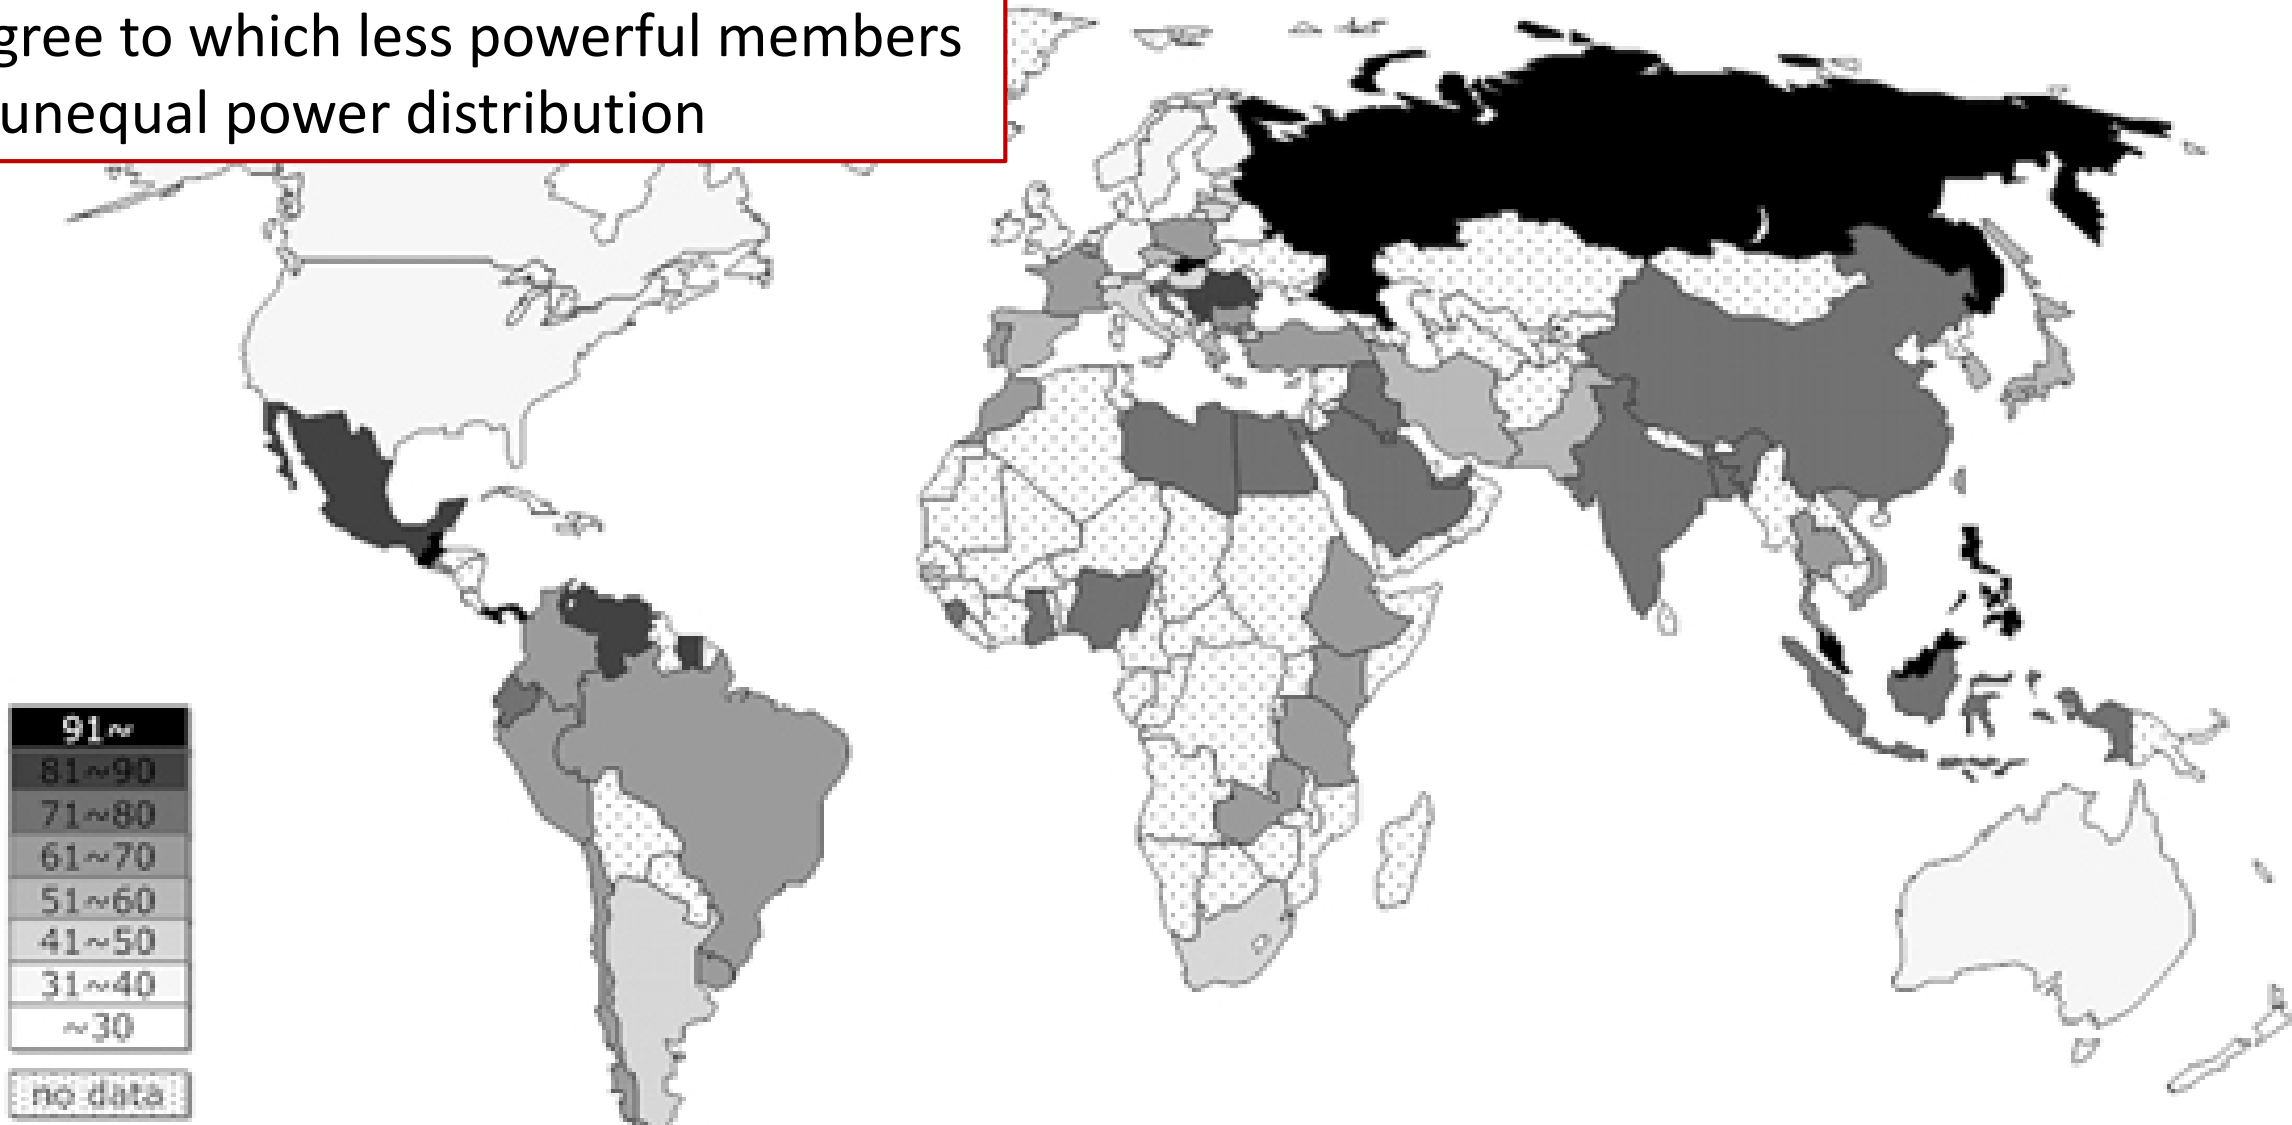 gree to which less powerful members
unequal power distribution
91~
81~90
71~80
61~70
51~60
41~50
31~40
~30
no data